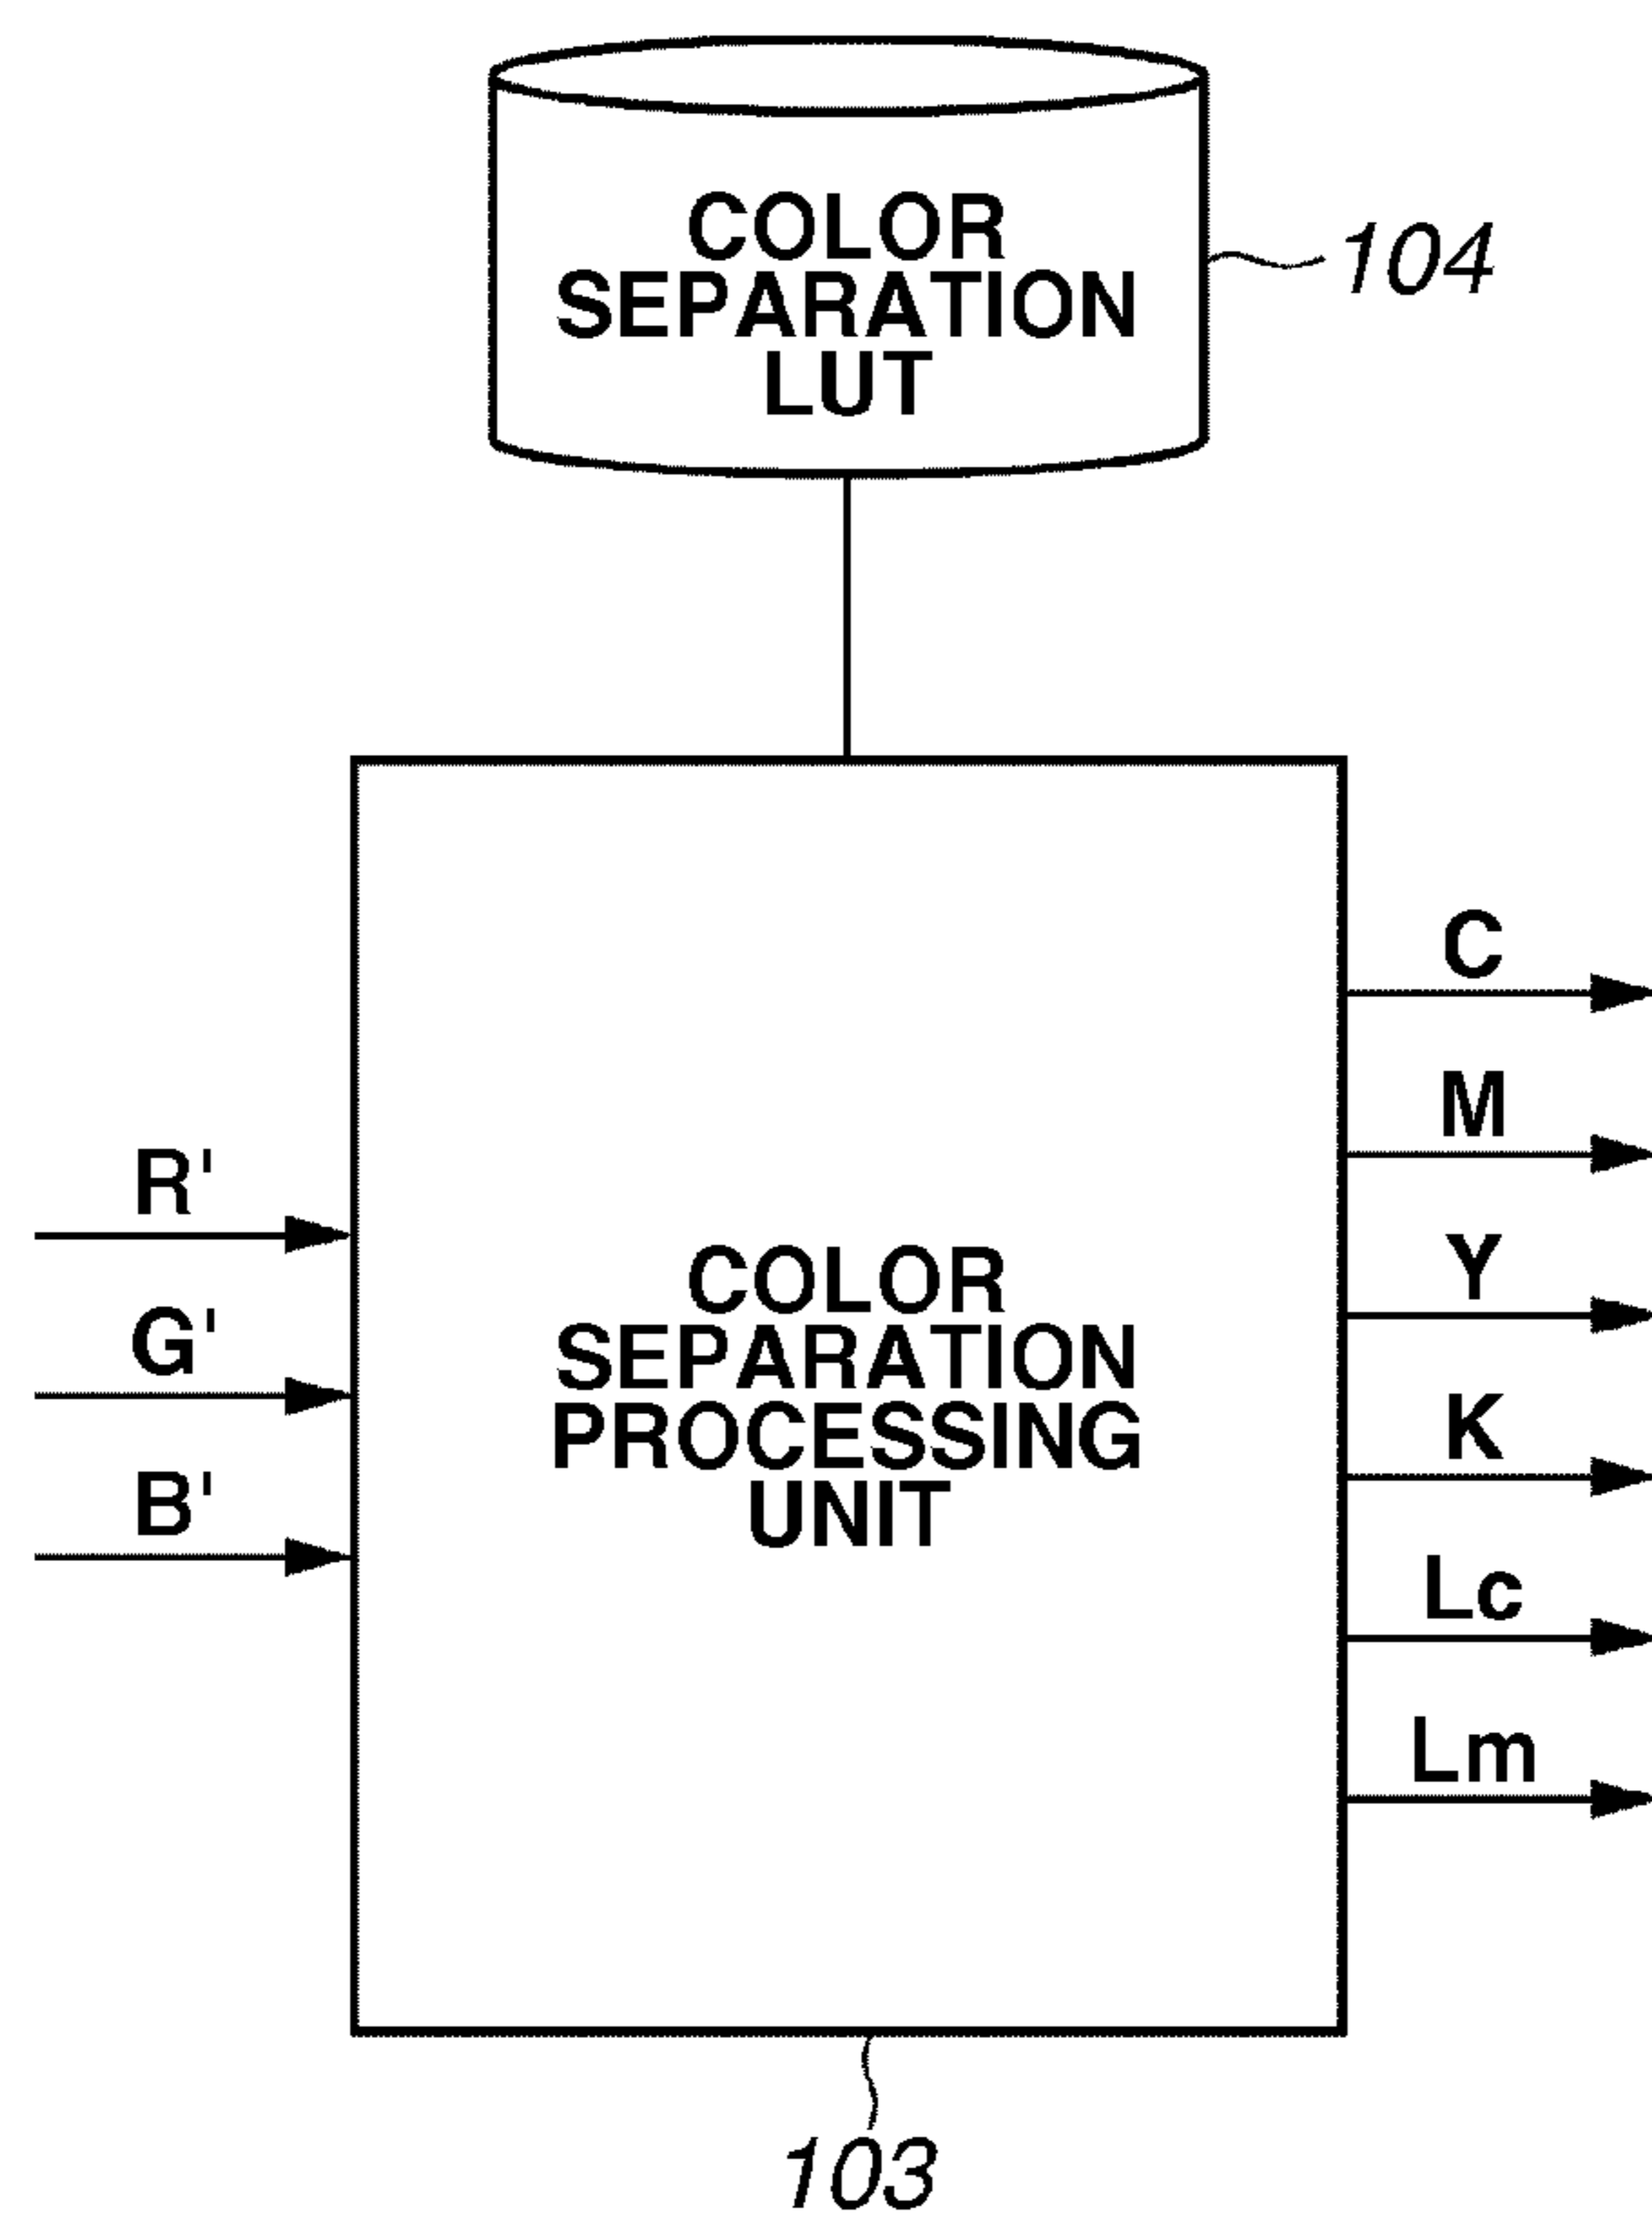 COLOR
SEPARATION
LUT
104
R'
G'
B'
COLOR
SEPARATION
PROCESSING
UNIT
C
M
Y
K
Lc
Lm
103